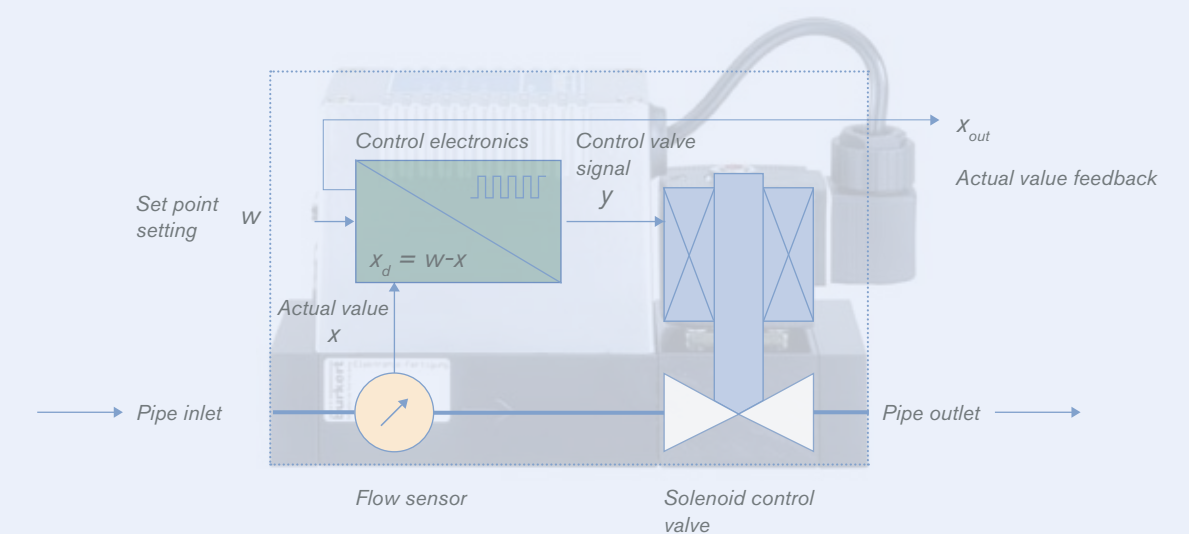 x_out
Control electronics
Control valve
signal
y
Actual value feedback
Set point
setting
w
x_d = w-x
Actual value
x
burkert
Pipe inlet
Pipe outlet
Flow sensor
Solenoid control
valve